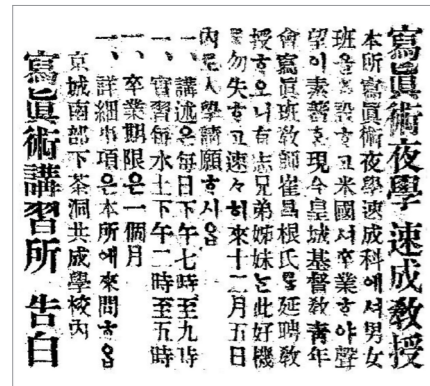 寫眞術夜學 速成敎授
本所寫眞術夜學速成科에셔男女
班을設ᄒᆞ고米國셔卒業ᄒᆞ야聲
望이素著ᄒᆞᆫ現今皇城基督敎靑年
會寫眞班敎師崔昌根氏를延聘敎
授ᄒᆞ오니有志兄弟姊妹ᄂᆞᆫ此好機
勿失ᄒᆞ고速々히來十二月五日
內로入學請願ᄒᆞ시ᄋᆞᆸ
一、講述은每日下午七時至九時
一、實習每水土下午二時至五時
一、卒業期限은一個月
一、詳細事項은本所에來問ᄒᆞᄋᆞᆸ
京城南部下茶洞共成學校內
寫眞術講習所 告白